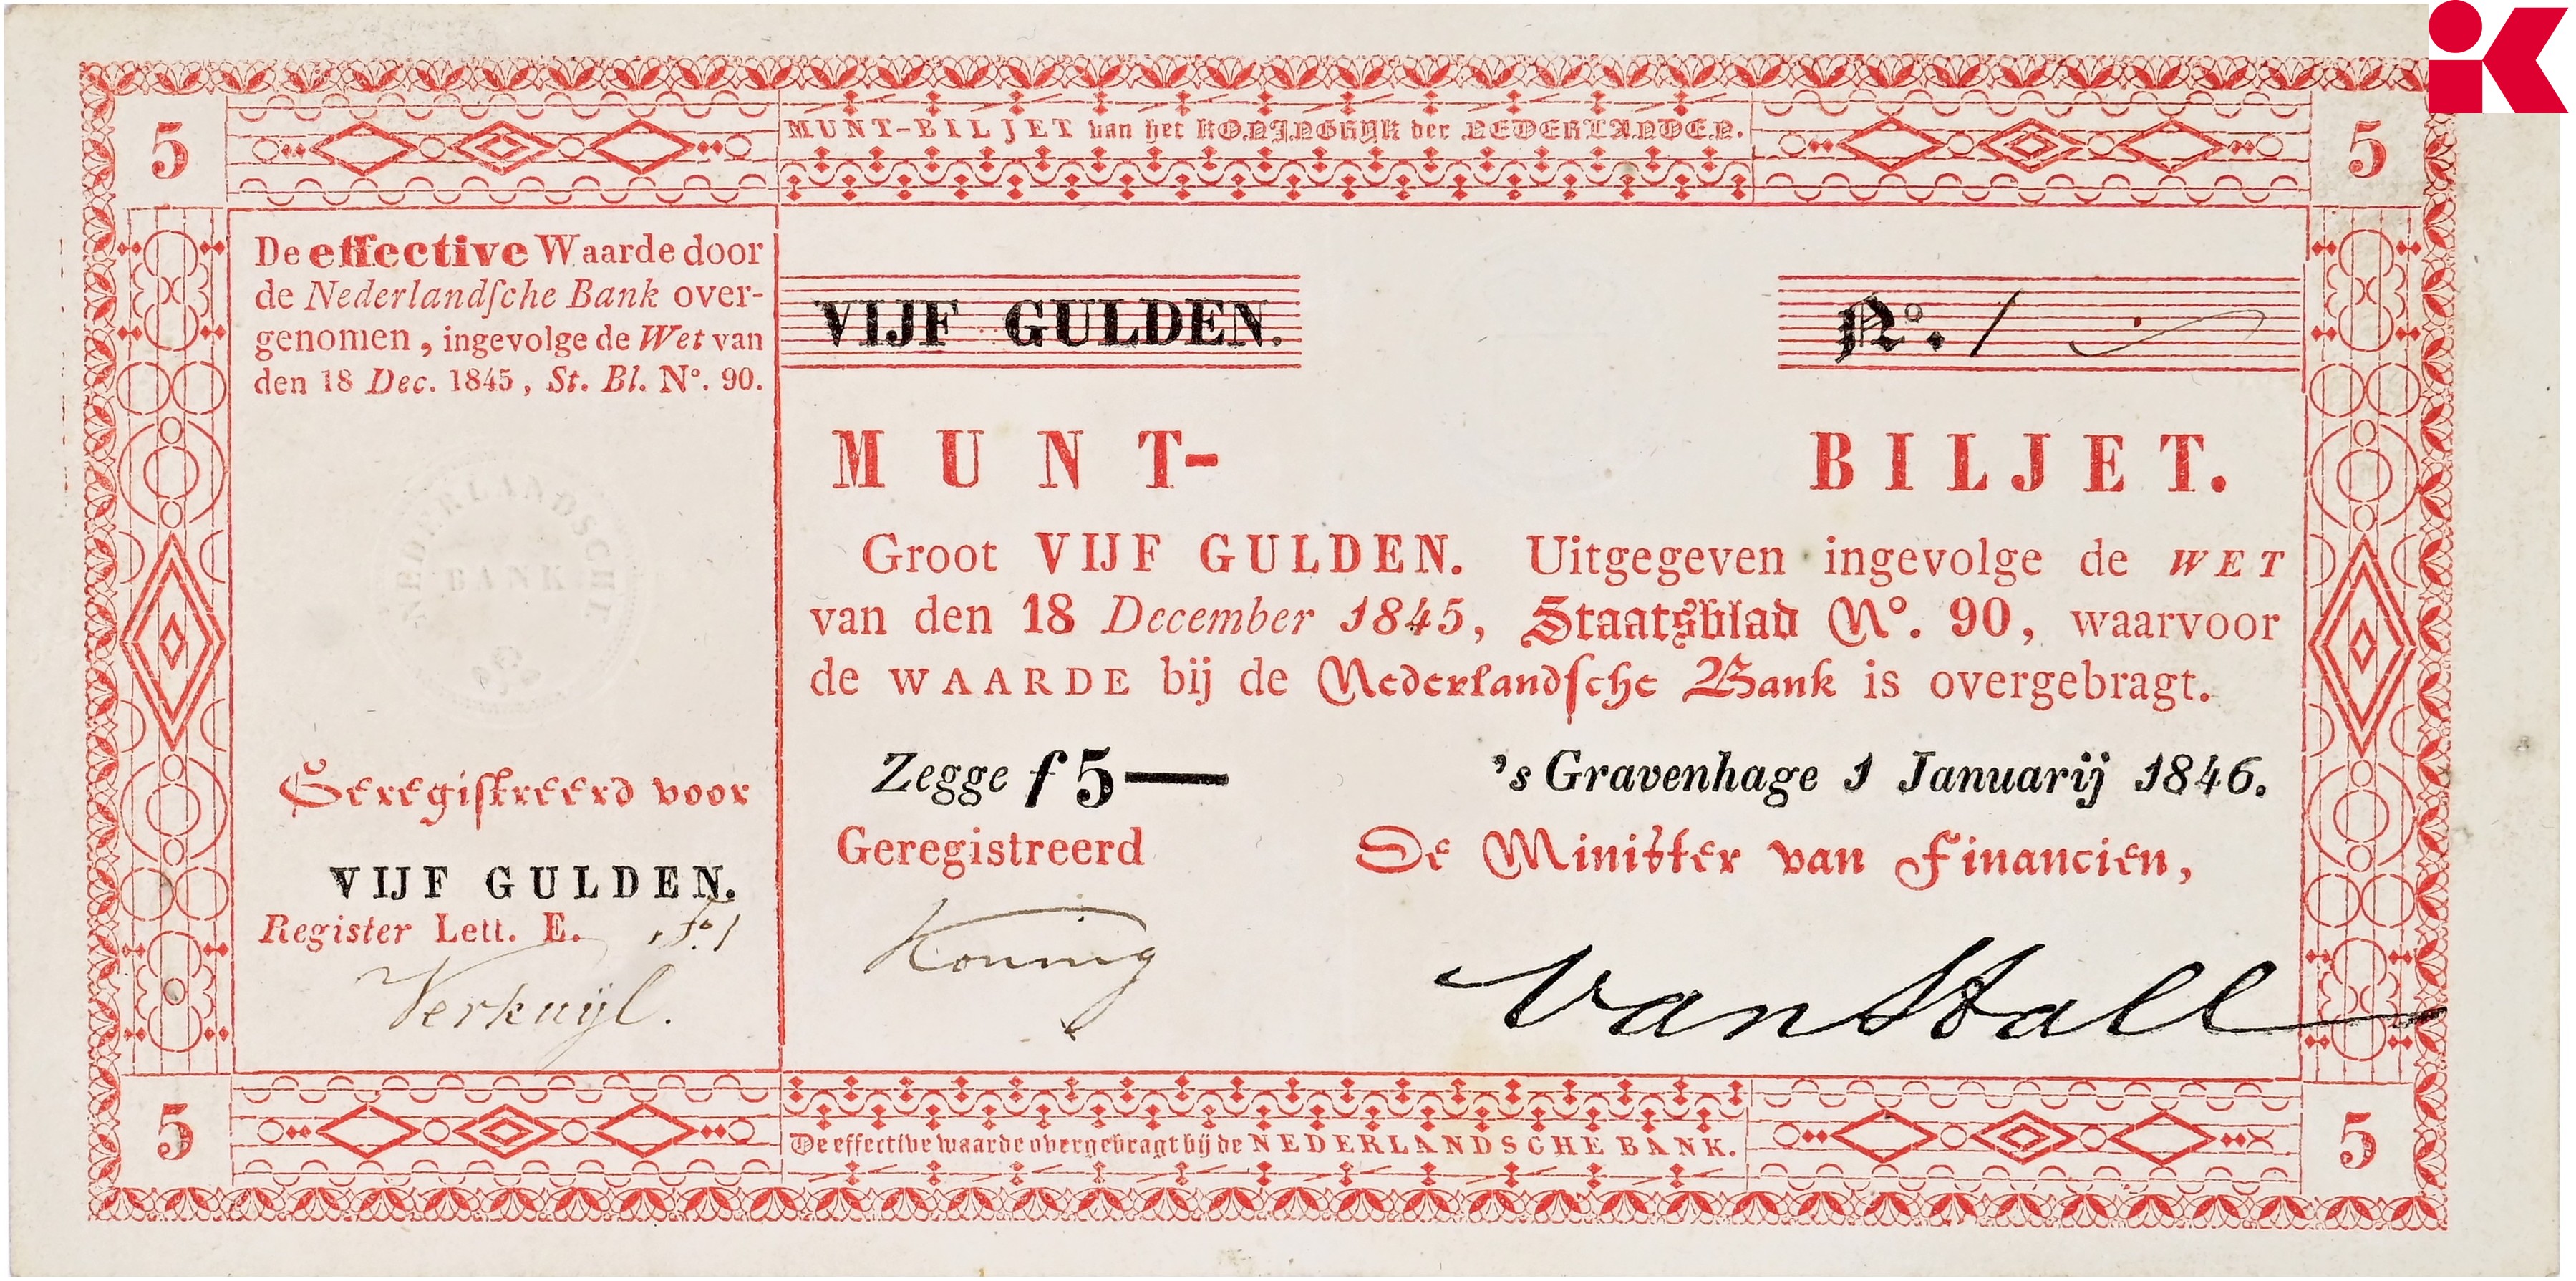 5
MUNT-BILJET van het KONINGRYK der NEDERLANDEN.
5
De effective Waarde door
de Nederlandſche Bank over-
genomen, ingevolge de Wet van
den 18 Dec. 1845, St. Bl. N°. 90.
NEDERLANDSCHE
BANK
Geregiſtreerd voor
VIJF GULDEN.
Register Lett. E. f°. 1
Verkuijl.
VIJF GULDEN.
N°. 1
MUNT-
BILJET.
Groot VIJF GULDEN. Uitgegeven ingevolge de WET
van den 18 December 1845, Staatsblad N°. 90, waarvoor
de WAARDE bij de Nederlandſche Bank is overgebragt.
Zegge f 5—
's Gravenhage 1 Januarij 1846.
Geregistreerd
De Minister van Financien,
Koning
Van Hall
5
De effective waarde overgebragt bij de NEDERLANDSCHE BANK.
5